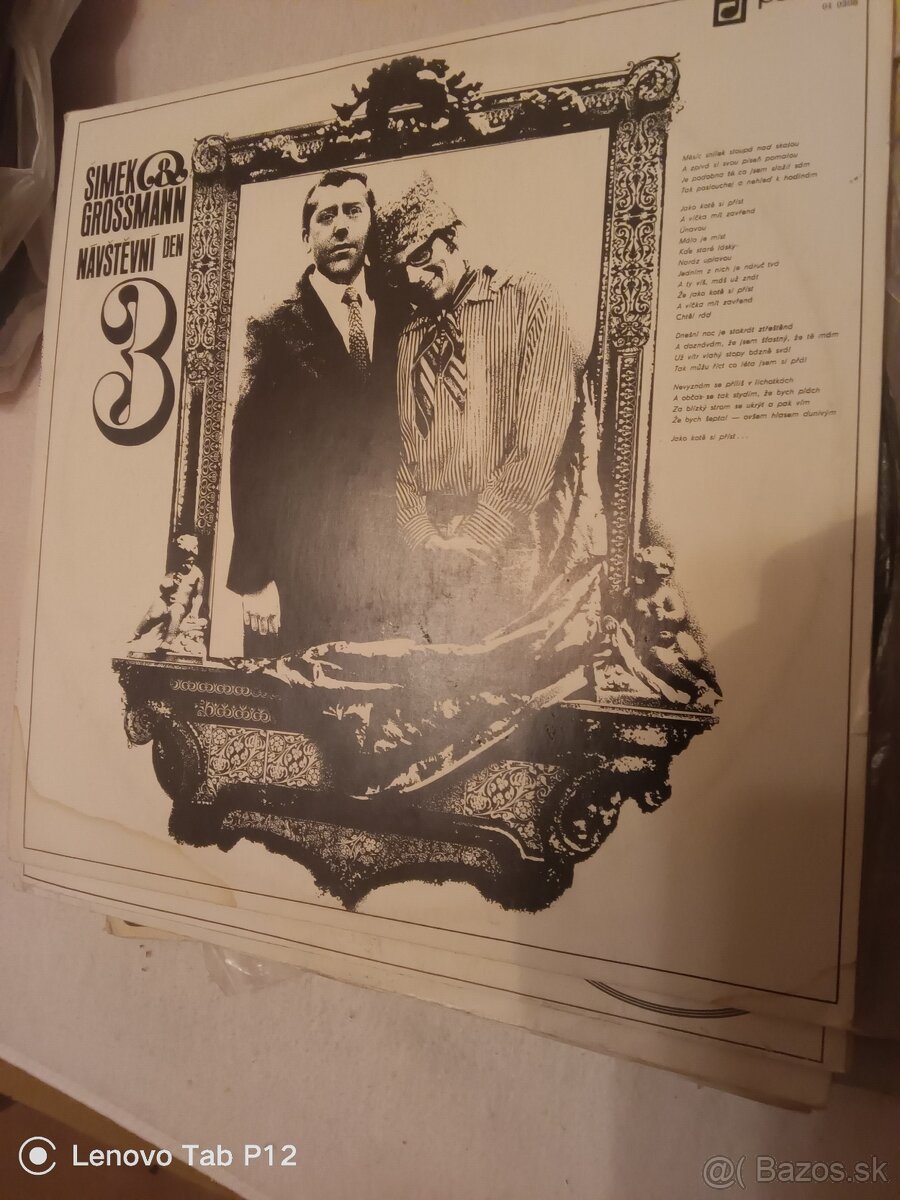 04 0308
ŠIMEK &
GROSSMANN
NÁVŠTĚVNÍ DEN
3
Měsíc snílek stoupá nad skalou
A zpívá si svou píseň pomalou
Je podobna té co jsem složil sám
Tak poslouchej a nehleď k hodinám
Jako kotě si příst
A víčka mít zavřená
Únavou
Málo je míst
Kde staré lásky
Naráz uplavou
Jedním z nich je náruč tvá
A ty víš, máš už znát
Že jako kotě si příst
A víčka mít zavřená
Chtěl rád
Dnešní noc je stokrát ztřeštěná
A doznávám, že jsem šťastný, že tě mám
Už vítr vlahý stopy bázně svál
Tak můžu říct co léta jsem si přál
Nevyznám se příliš v lichotkách
A občas se tak stydím, že bych plách
Za blízký strom se ukrýt a pak vím
Že bych šeptal — ovšem hlasem dunivým
Jako kotě si příst...
Lenovo Tab P12
@( Bazos.sk